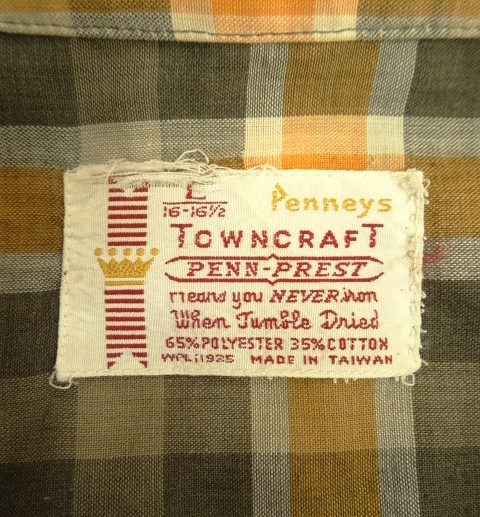 L
16-16½
Penneys
TOWNCRAFT
PENN-PREST
means you NEVER iron
When Tumble Dried
65% POLYESTER 35% COTTON
WPL 11935 MADE IN TAIWAN